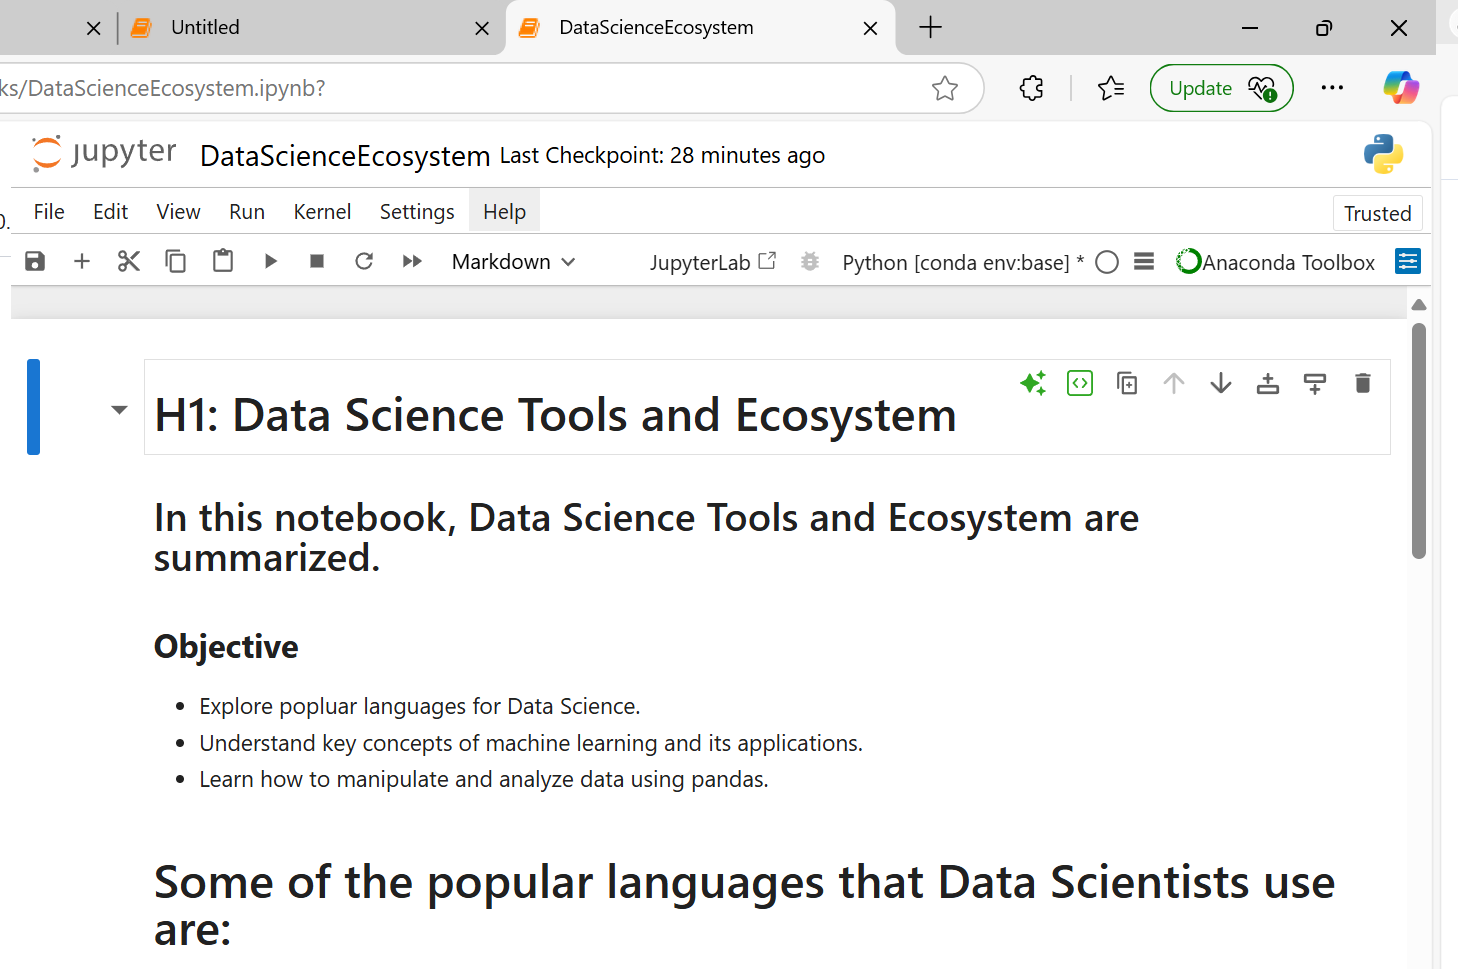 Untitled
DataScienceEcosystem
ks/DataScienceEcosystem.ipynb?
Update
jupyter DataScienceEcosystem Last Checkpoint: 28 minutes ago
File Edit View Run Kernel Settings Help
Trusted
0.
Markdown JupyterLab Python [conda env:base] * Anaconda Toolbox
H1: Data Science Tools and Ecosystem
In this notebook, Data Science Tools and Ecosystem are
summarized.
Objective
• Explore popluar languages for Data Science.
• Understand key concepts of machine learning and its applications.
• Learn how to manipulate and analyze data using pandas.
Some of the popular languages that Data Scientists use
are: